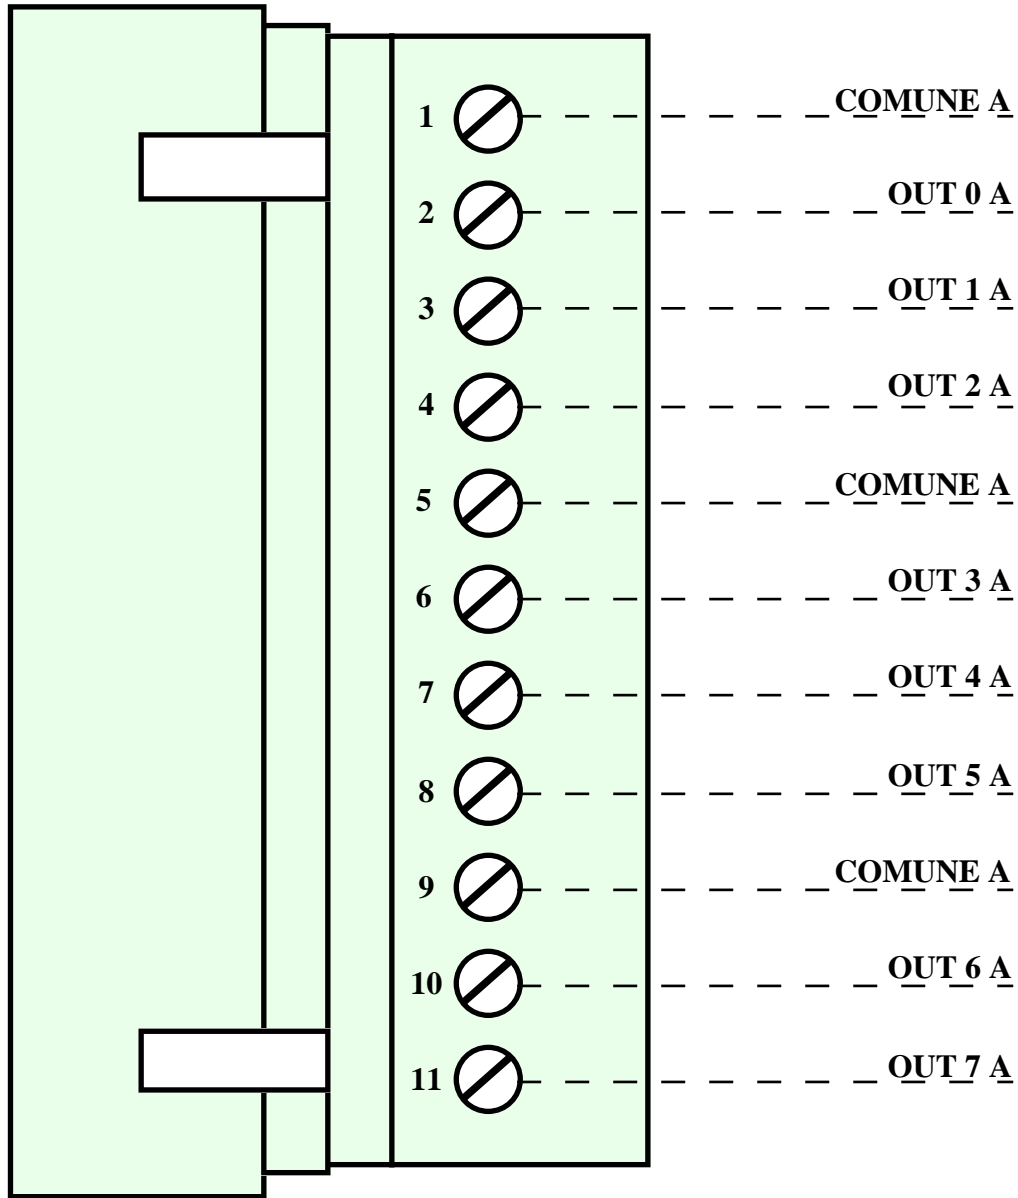 1 COMUNE A
2 OUT 0 A
3 OUT 1 A
4 OUT 2 A
5 COMUNE A
6 OUT 3 A
7 OUT 4 A
8 OUT 5 A
9 COMUNE A
10 OUT 6 A
11 OUT 7 A